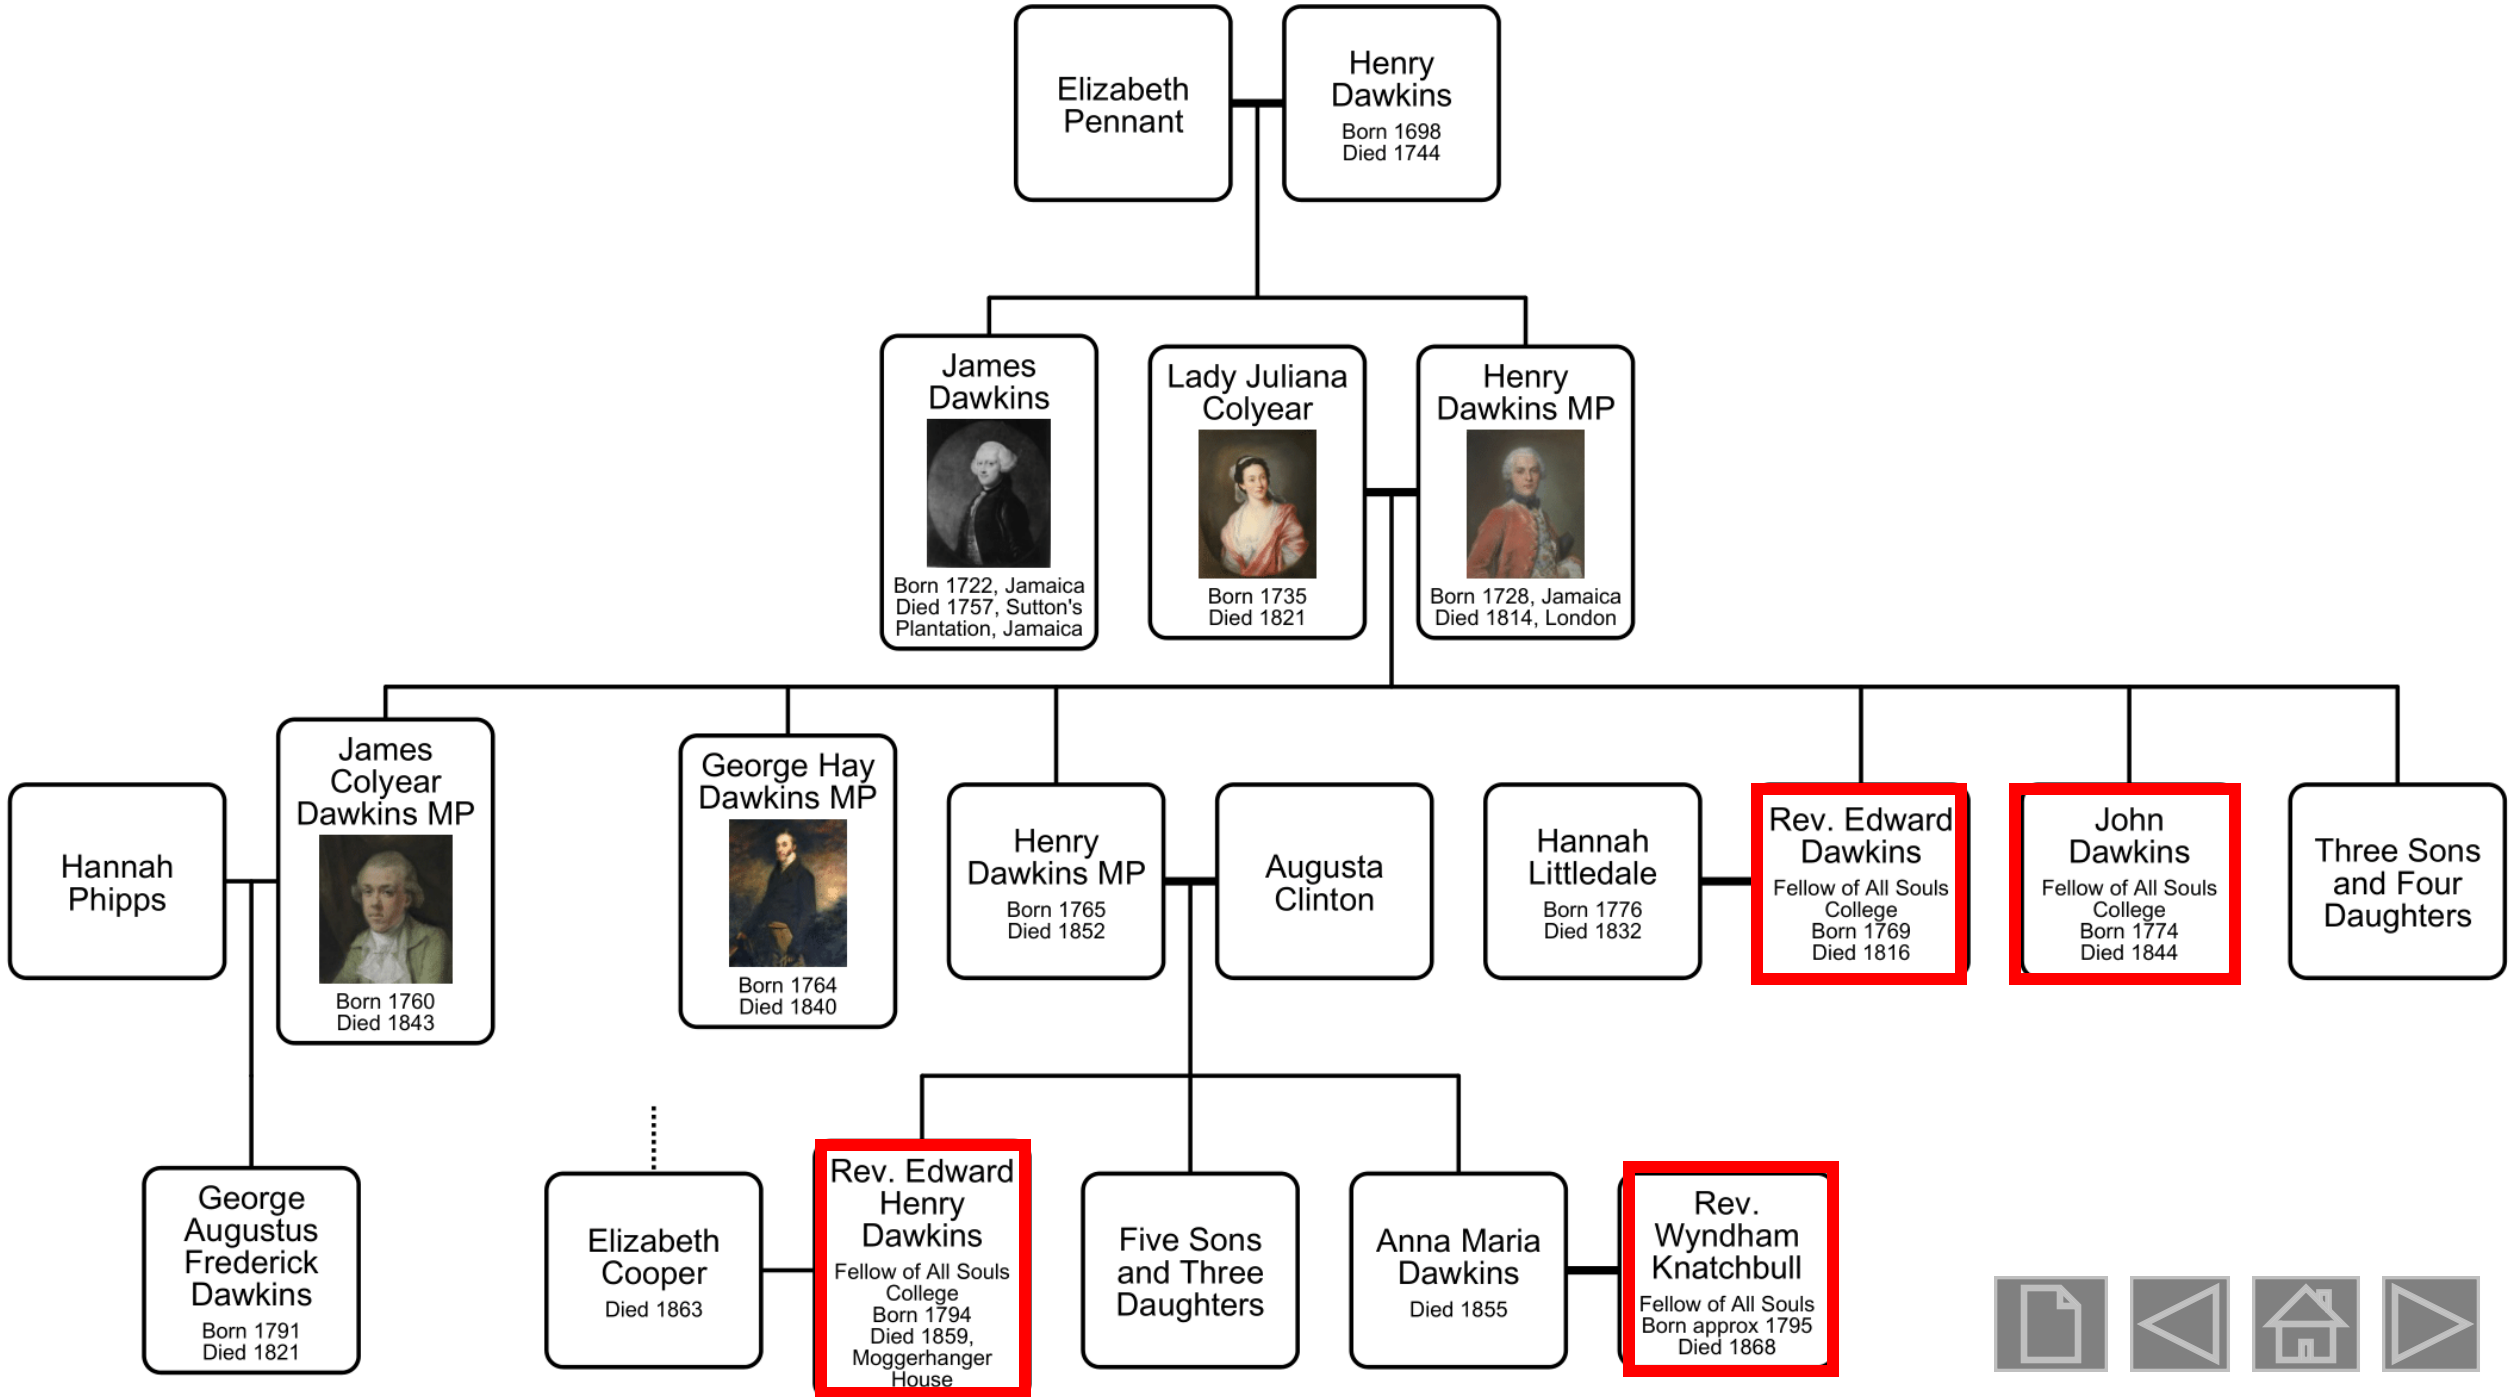 Elizabeth
Pennant
Henry
Dawkins
Born 1698
Died 1744
James
Dawkins
Born 1722, Jamaica
Died 1757, Sutton's
Plantation, Jamaica
Lady Juliana
Colyear
Born 1735
Died 1821
Henry
Dawkins MP
Born 1728, Jamaica
Died 1814, London
Hannah
Phipps
James
Colyear
Dawkins MP
Born 1760
Died 1843
George Hay
Dawkins MP
Born 1764
Died 1840
Henry
Dawkins MP
Born 1765
Died 1852
Augusta
Clinton
Hannah
Littledale
Born 1776
Died 1832
Rev. Edward
Dawkins
Fellow of All Souls
College
Born 1769
Died 1816
John
Dawkins
Fellow of All Souls
College
Born 1774
Died 1844
Three Sons
and Four
Daughters
George
Augustus
Frederick
Dawkins
Born 1791
Died 1821
Elizabeth
Cooper
Died 1863
Rev. Edward
Henry
Dawkins
Fellow of All Souls
College
Born 1794
Died 1859,
Moggerhanger
House
Five Sons
and Three
Daughters
Anna Maria
Dawkins
Died 1855
Rev.
Wyndham
Knatchbull
Fellow of All Souls
Born approx 1795
Died 1868